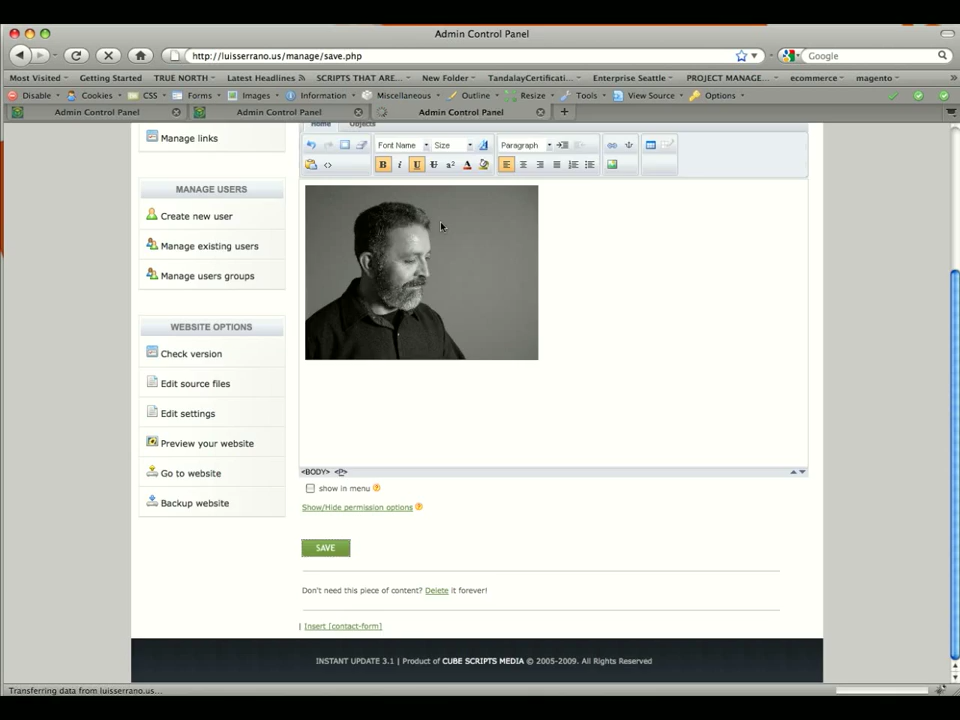 Admin Control Panel
http://luisserrano.us/manage/save.php
Google
Most Visited Getting Started TRUE NORTH Latest Headlines SCRIPTS THAT ARE... New Folder TandalayCertificati... Enterprise Seattle PROJECT MANAGE... ecommerce magento
Disable Cookies CSS Forms Images Information Miscellaneous Outline Resize Tools View Source Options
Admin Control Panel Admin Control Panel Admin Control Panel
Home Objects
Manage links
Font Name Size Paragraph
B i U
MANAGE USERS
Create new user
Manage existing users
Manage users groups
WEBSITE OPTIONS
Check version
Edit source files
Edit settings
Preview your website
Go to website
Backup website
<BODY> <P>
show in menu ?
Show/Hide permission options ?
SAVE
Don't need this piece of content? Delete it forever!
| Insert [contact-form]
INSTANT UPDATE 3.1 | Product of CUBE SCRIPTS MEDIA © 2005-2009. All Rights Reserved
Transferring data from luisserrano.us...